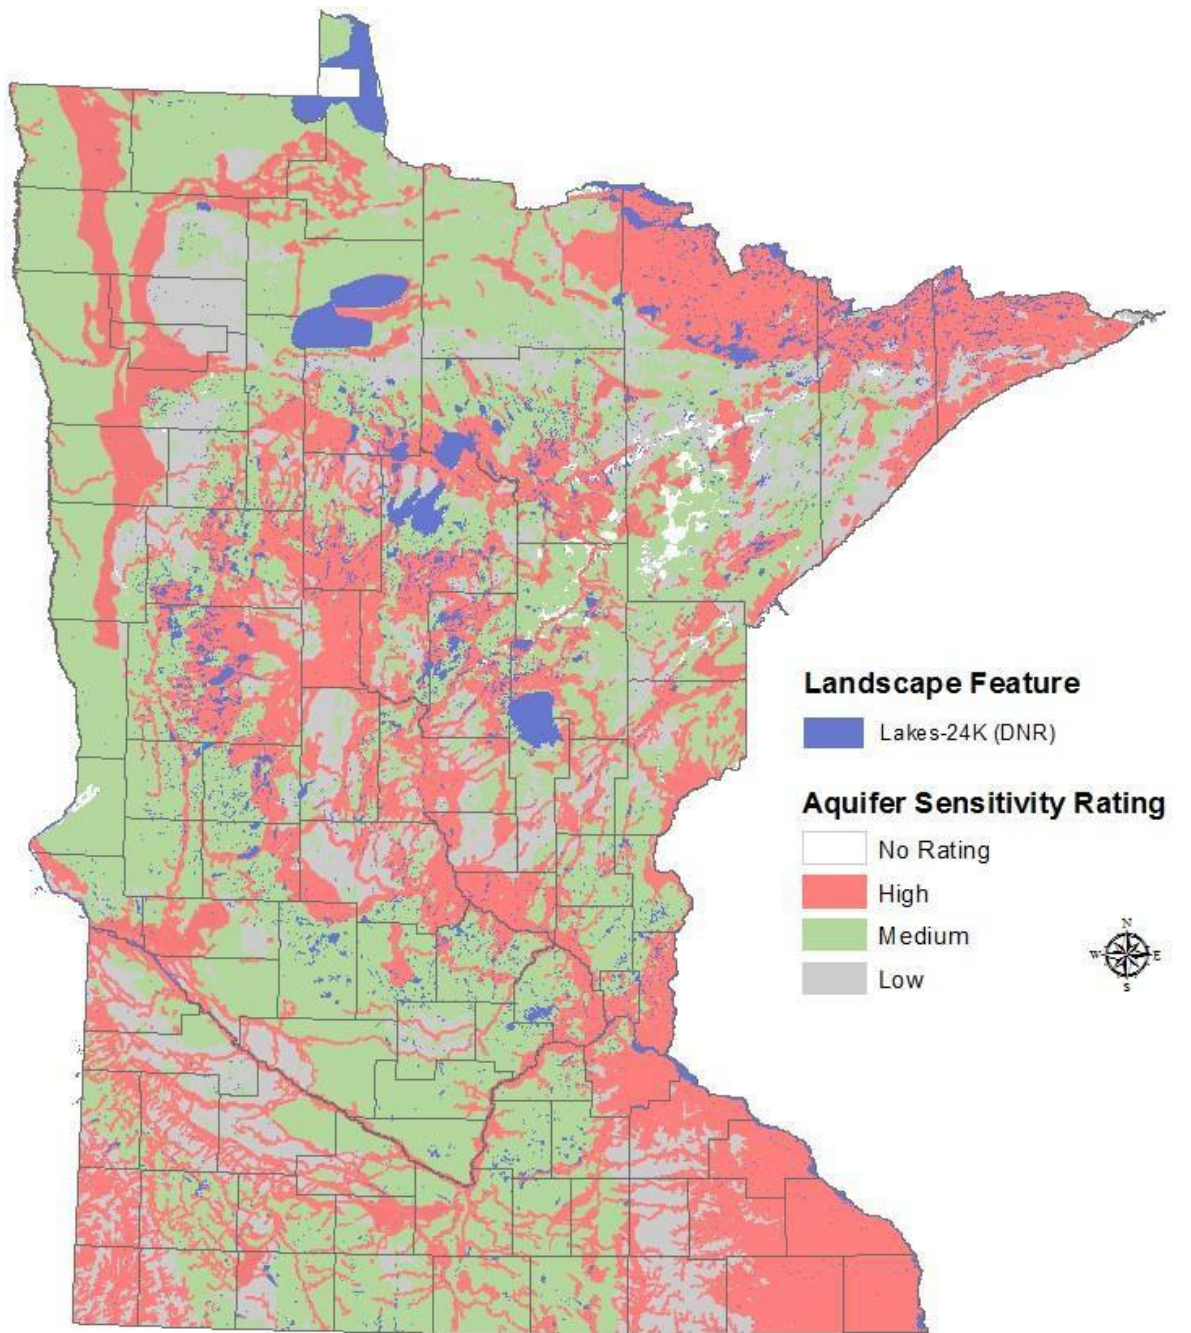 Landscape Feature
Lakes-24K (DNR)
Aquifer Sensitivity Rating
No Rating
High
Medium
Low
N
W E
S